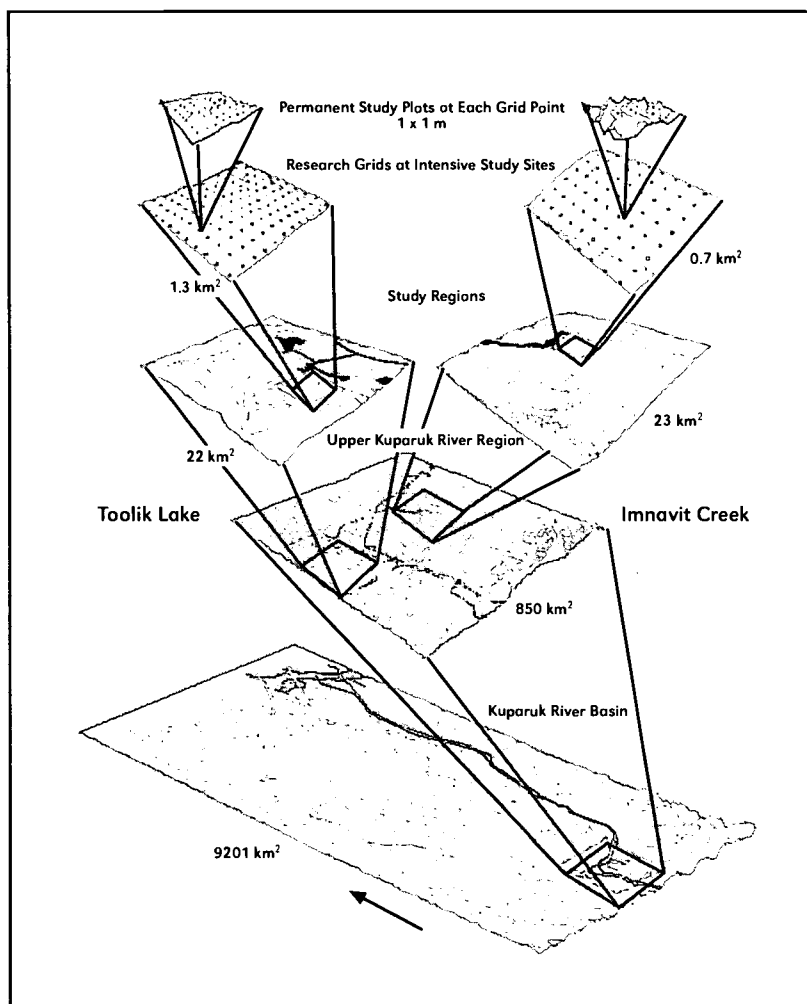 Permanent Study Plots at Each Grid Point
1 x 1 m
Research Grids at Intensive Study Sites
1.3 km²
0.7 km²
Study Regions
22 km²
23 km²
Upper Kuparuk River Region
Toolik Lake
Imnavit Creek
850 km²
Kuparuk River Basin
9201 km²